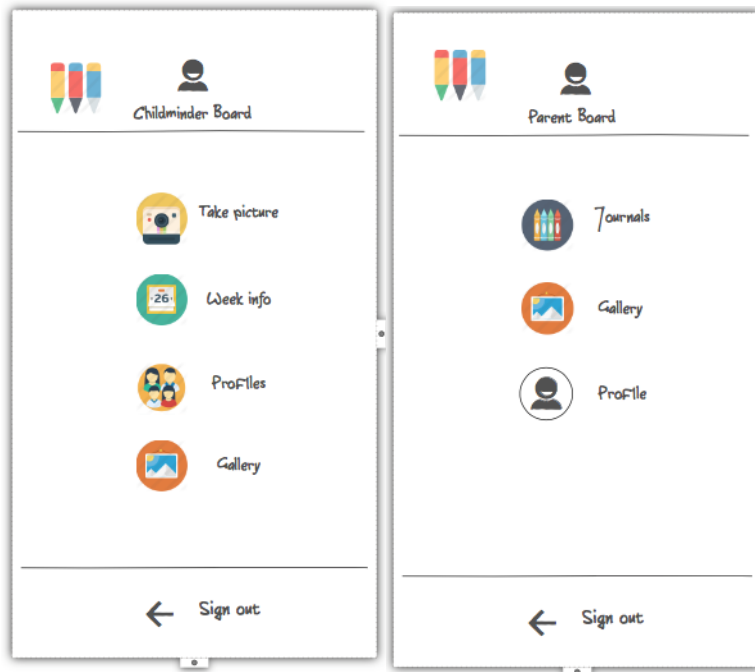 Childminder Board
Take picture
26
Week info
Profiles
Gallery
Sign out
Parent Board
Journals
Gallery
Profile
Sign out